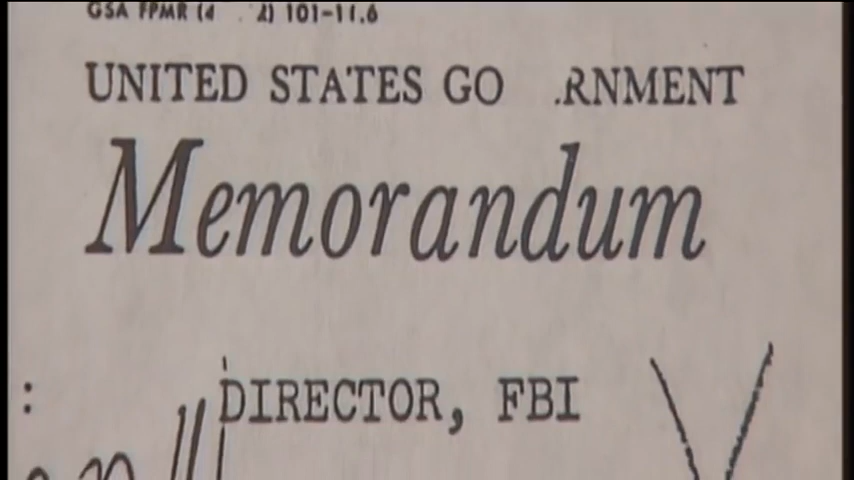 GSA FPMR (4 2) 101-11.6
UNITED STATES GO .RNMENT
Memorandum
: DIRECTOR, FBI